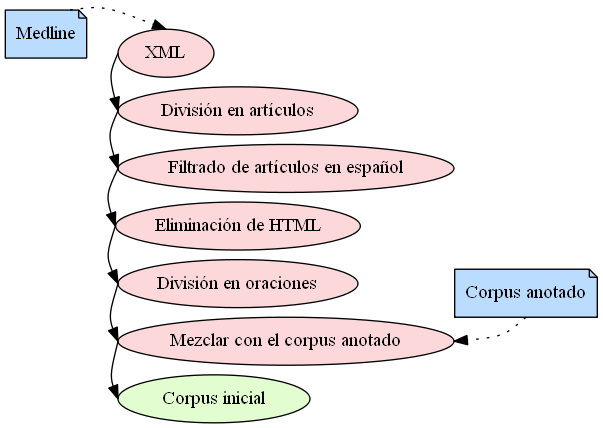 Medline
XML
División en artículos
Filtrado de artículos en español
Eliminación de HTML
División en oraciones
Corpus anotado
Mezclar con el corpus anotado
Corpus inicial